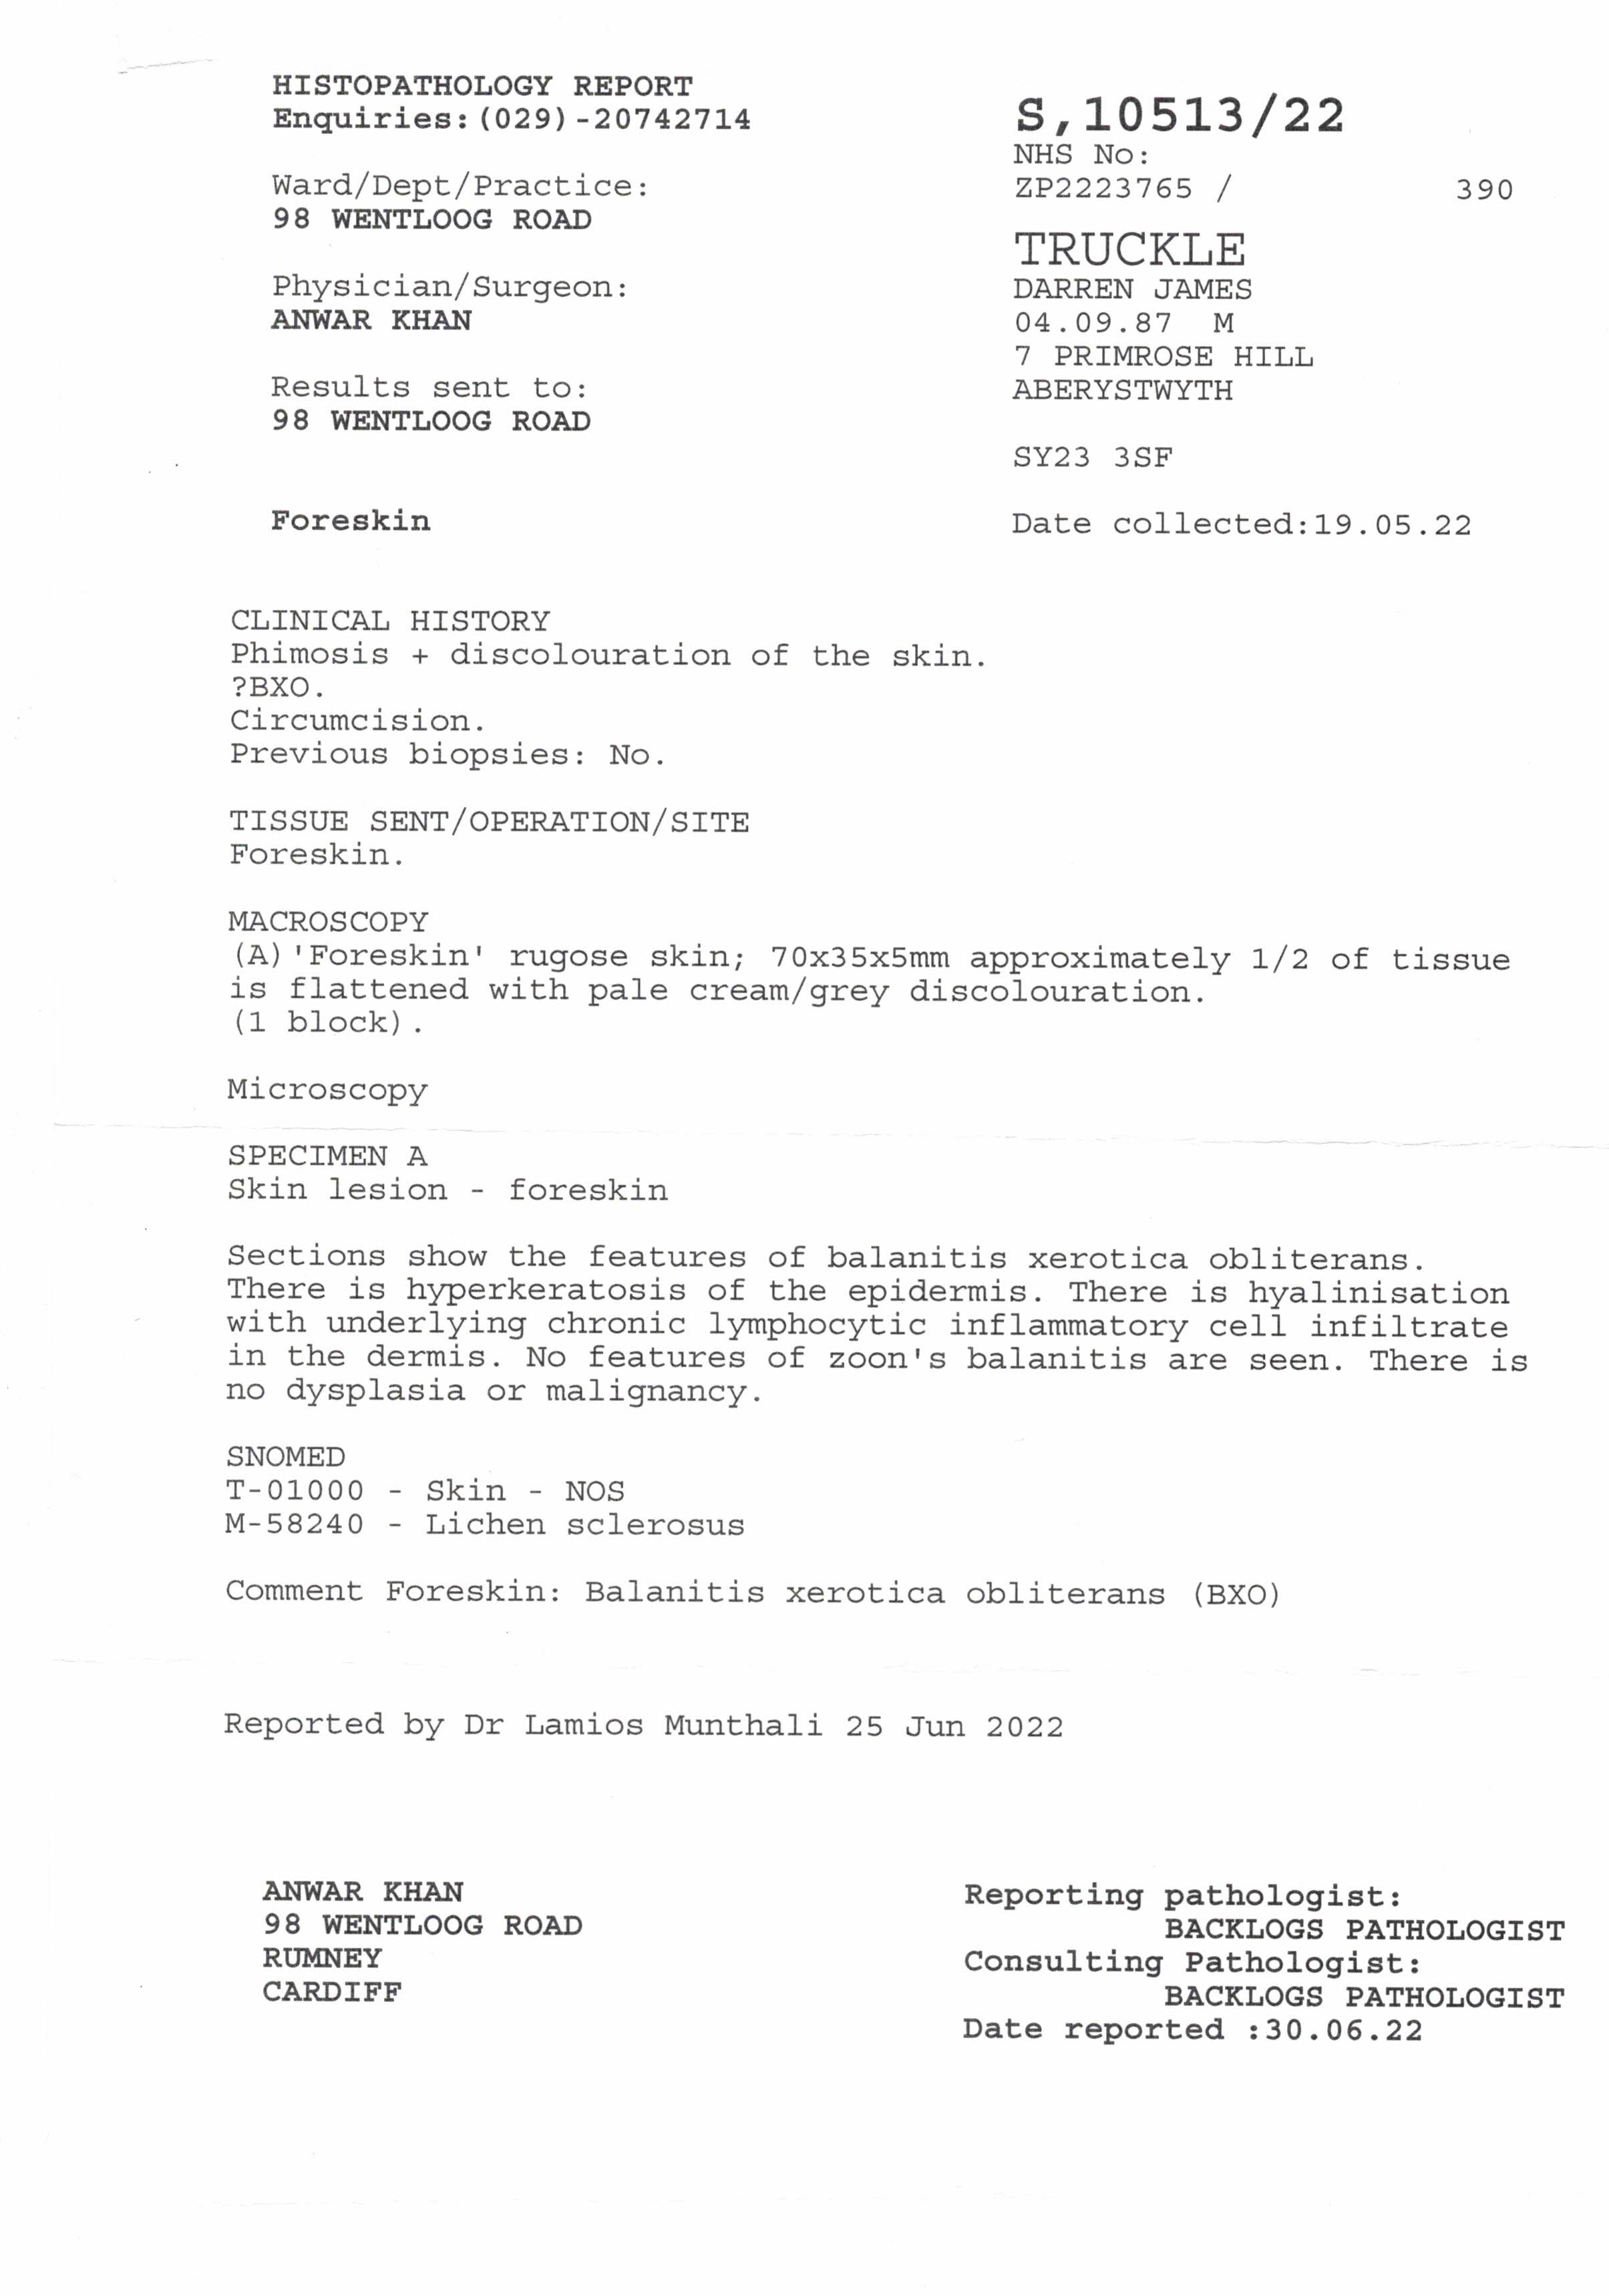 HISTOPATHOLOGY REPORT
Enquiries:(029)-20742714
Ward/Dept/Practice:
98 WENTLOOG ROAD
Physician/Surgeon:
ANWAR KHAN
Results sent to:
98 WENTLOOG ROAD
Foreskin
S,10513/22
NHS No:
ZP2223765 / 390
TRUCKLE
DARREN JAMES
04.09.87 M
7 PRIMROSE HILL
ABERYSTWYTH
SY23 3SF
Date collected:19.05.22
CLINICAL HISTORY
Phimosis + discolouration of the skin.
?BXO.
Circumcision.
Previous biopsies: No.
TISSUE SENT/OPERATION/SITE
Foreskin.
MACROSCOPY
(A)'Foreskin' rugose skin; 70x35x5mm approximately 1/2 of tissue
is flattened with pale cream/grey discolouration.
(1 block).
Microscopy
SPECIMEN A
Skin lesion - foreskin
Sections show the features of balanitis xerotica obliterans.
There is hyperkeratosis of the epidermis. There is hyalinisation
with underlying chronic lymphocytic inflammatory cell infiltrate
in the dermis. No features of zoon's balanitis are seen. There is
no dysplasia or malignancy.
SNOMED
T-01000 - Skin - NOS
M-58240 - Lichen sclerosus
Comment Foreskin: Balanitis xerotica obliterans (BXO)
Reported by Dr Lamios Munthali 25 Jun 2022
ANWAR KHAN
98 WENTLOOG ROAD
RUMNEY
CARDIFF
Reporting pathologist:
BACKLOGS PATHOLOGIST
Consulting Pathologist:
BACKLOGS PATHOLOGIST
Date reported :30.06.22